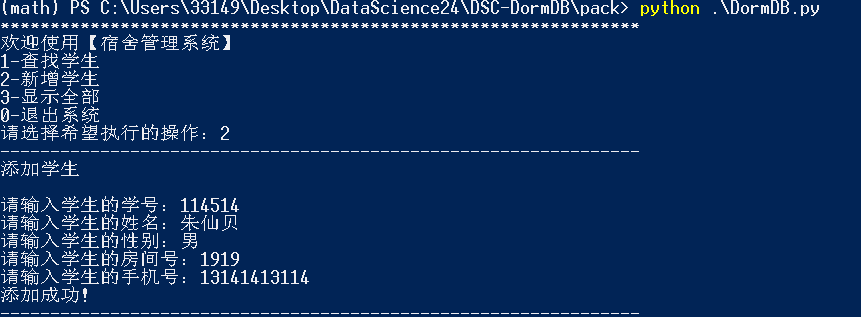 (math) PS C:\Users\33149\Desktop\DataScience24\DSC-DormDB\pack> python .\DormDB.py
****************************************************************
欢迎使用【宿舍管理系统】
1-查找学生
2-新增学生
3-显示全部
0-退出系统
请选择希望执行的操作：2
----------------------------------------------------------------
添加学生
请输入学生的学号：114514
请输入学生的姓名：朱仙贝
请输入学生的性别：男
请输入学生的房间号：1919
请输入学生的手机号：13141413114
添加成功!
----------------------------------------------------------------